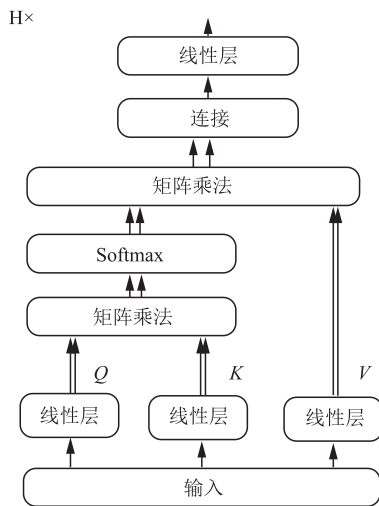 H×
线性层
连接
矩阵乘法
Softmax
矩阵乘法
Q K V
线性层 线性层 线性层
输入